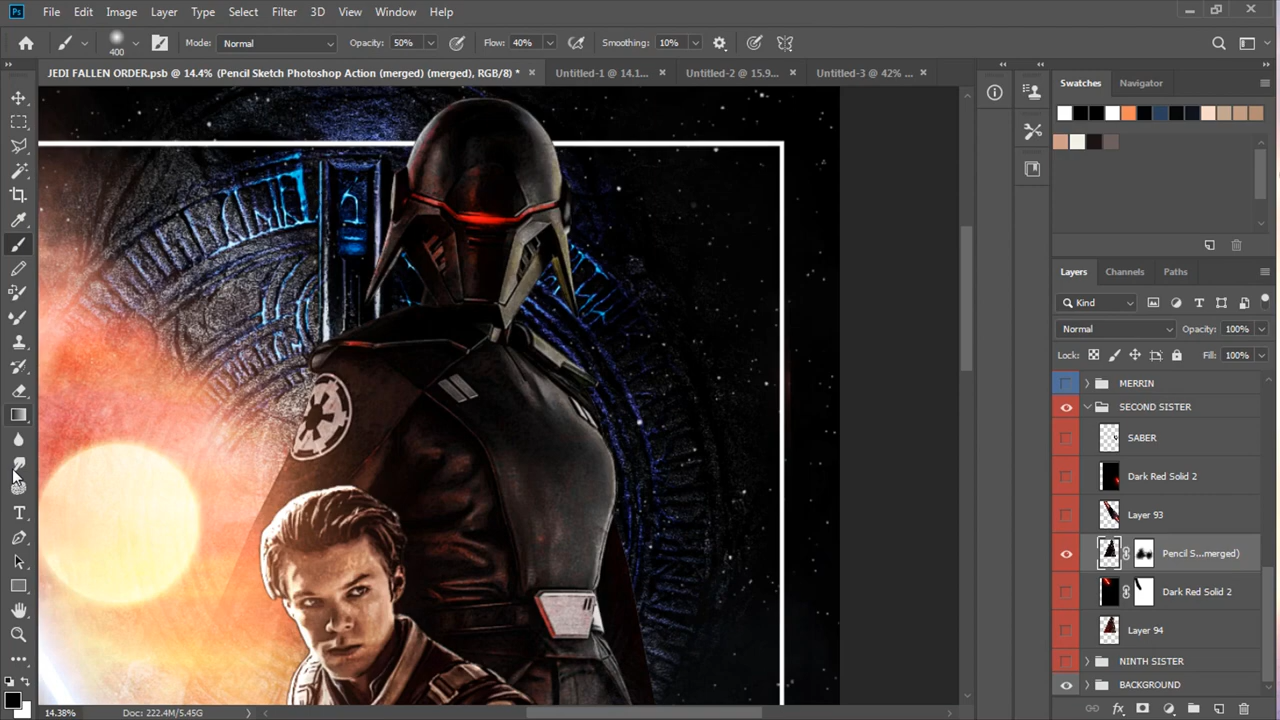 Ps File Edit Image Layer Type Select Filter 3D View Window Help
400 Mode: Normal Opacity: 50% Flow: 40% Smoothing: 10%
JEDI FALLEN ORDER.psb @ 14.4% (Pencil Sketch Photoshop Action (merged) (merged), RGB/8) * Untitled-1 @ 14.1... Untitled-2 @ 15.9... Untitled-3 @ 42% ...
Swatches Navigator
Layers Channels Paths
Kind
Normal Opacity: 100%
Lock: Fill: 100%
MERRIN
SECOND SISTER
SABER
Dark Red Solid 2
Layer 93
Pencil S...merged)
Dark Red Solid 2
Layer 94
NINTH SISTER
BACKGROUND
14.38% Doc: 222.4M/5.45G